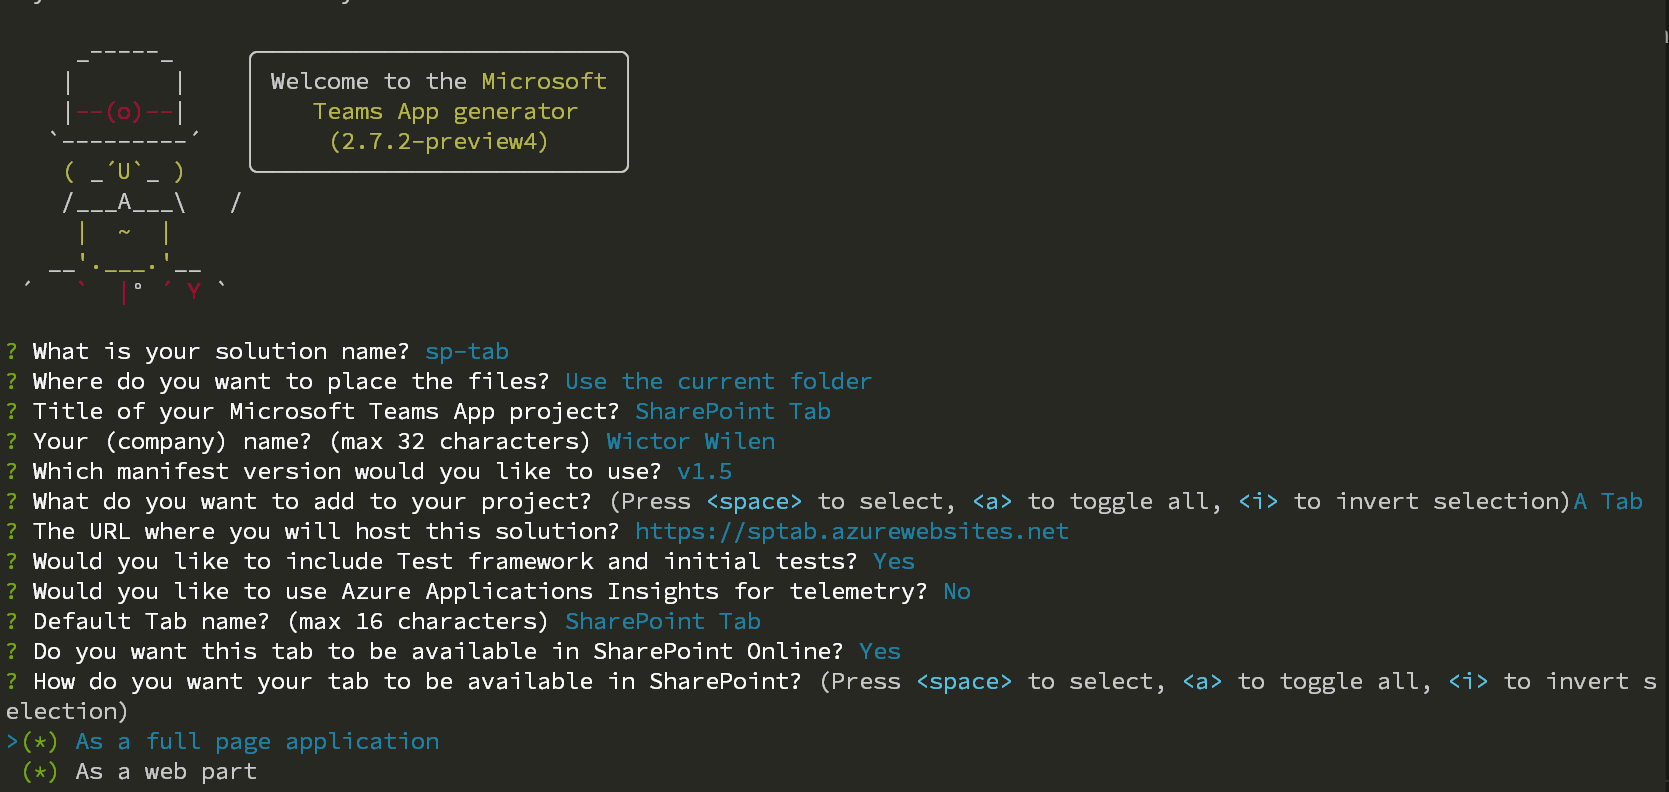 Welcome to the Microsoft
Teams App generator
(2.7.2-preview4)
? What is your solution name? sp-tab
? Where do you want to place the files? Use the current folder
? Title of your Microsoft Teams App project? SharePoint Tab
? Your (company) name? (max 32 characters) Wictor Wilen
? Which manifest version would you like to use? v1.5
? What do you want to add to your project? (Press <space> to select, <a> to toggle all, <i> to invert selection)A Tab
? The URL where you will host this solution? https://sptab.azurewebsites.net
? Would you like to include Test framework and initial tests? Yes
? Would you like to use Azure Applications Insights for telemetry? No
? Default Tab name? (max 16 characters) SharePoint Tab
? Do you want this tab to be available in SharePoint Online? Yes
? How do you want your tab to be available in SharePoint? (Press <space> to select, <a> to toggle all, <i> to invert s
election)
>(*) As a full page application
(*) As a web part